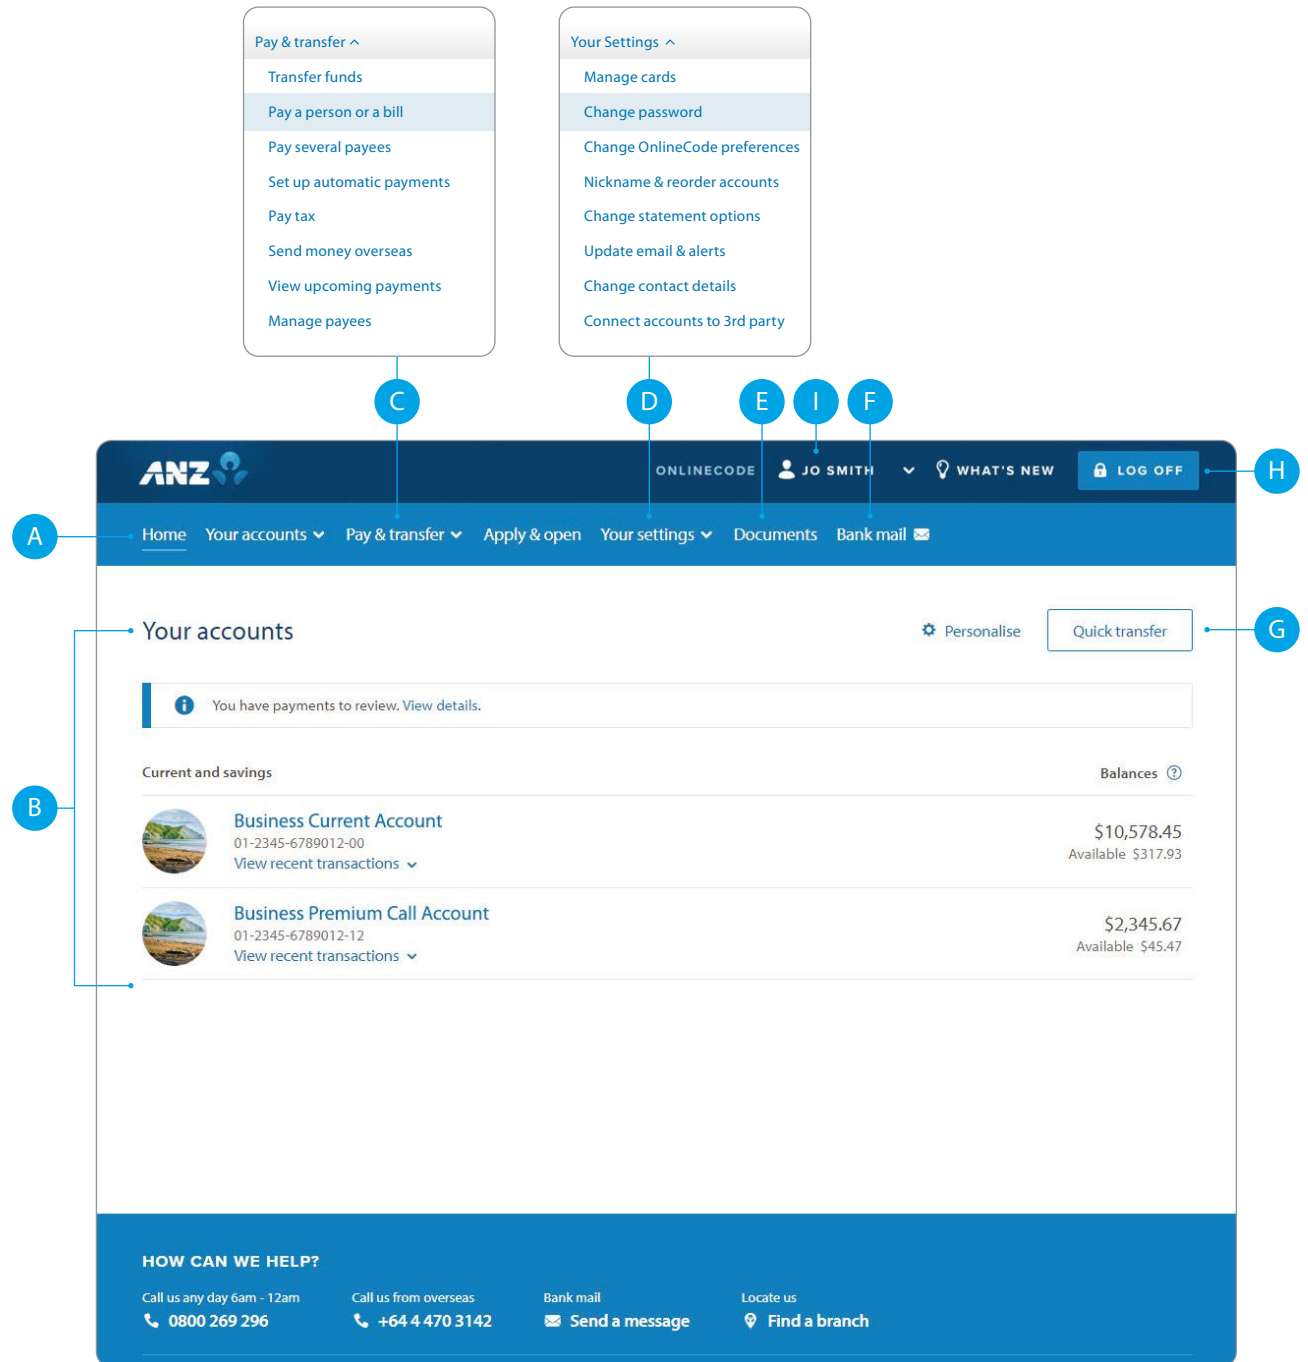 Pay & transfer
Transfer funds
Pay a person or a bill
Pay several payees
Set up automatic payments
Pay tax
Send money overseas
View upcoming payments
Manage payees
Your Settings
Manage cards
Change password
Change OnlineCode preferences
Nickname & reorder accounts
Change statement options
Update email & alerts
Change contact details
Connect accounts to 3rd party
C D E I F
ANZ ONLINECODE JO SMITH WHAT'S NEW LOG OFF H
A Home Your accounts Pay & transfer Apply & open Your settings Documents Bank mail
Your accounts Personalise Quick transfer G
You have payments to review. View details.
Current and savings Balances ?
B
Business Current Account
01-2345-6789012-00
View recent transactions
$10,578.45
Available $317.93
Business Premium Call Account
01-2345-6789012-12
View recent transactions
$2,345.67
Available $45.47
HOW CAN WE HELP?
Call us any day 6am - 12am
0800 269 296
Call us from overseas
+64 4 470 3142
Bank mail
Send a message
Locate us
Find a branch